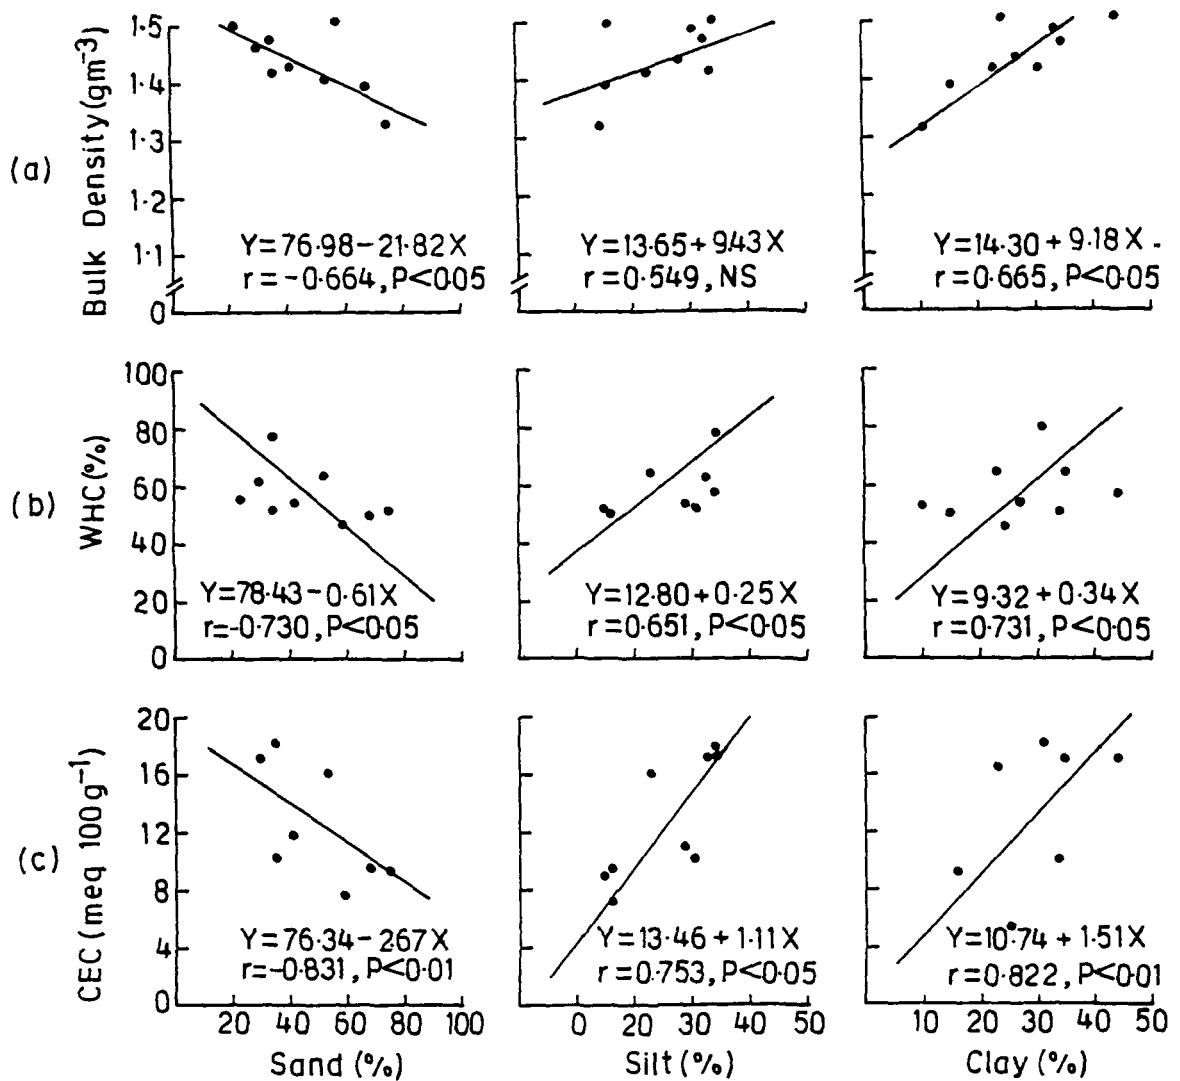 (a)
Bulk Density (gm⁻³)
1·5
1·4
1·3
1·2
1·1
0
Y=76·98−21·82X
r=−0·664, P<0·05
Y=13·65+9·43X
r=0·549, NS
Y=14·30+9·18X
r=0·665, P<0·05
(b)
WHC (%)
100
80
60
40
20
0
Y=78·43−0·61X
r=−0·730, P<0·05
Y=12·80+0·25X
r=0·651, P<0·05
Y=9·32+0·34X
r=0·731, P<0·05
(c)
CEC (meq 100g⁻¹)
20
16
12
8
4
0
Y=76·34−267X
r=−0·831, P<0·01
Y=13·46+1·11X
r=0·753, P<0·05
Y=10·74+1·51X
r=0·822, P<0·01
20 40 60 80 100
0 20 30 40 50
10 20 30 40 50
Sand (%)
Silt (%)
Clay (%)